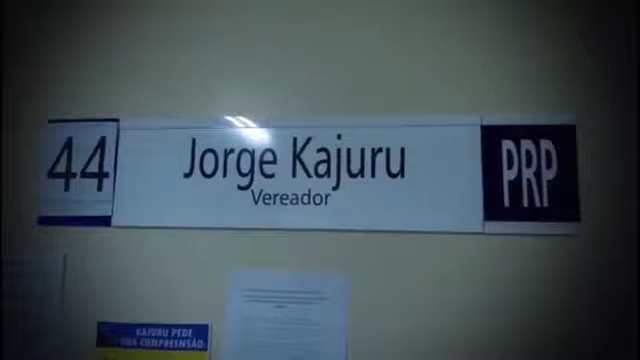 44
Jorge Kajuru
Vereador
PRP
KAJURU PEDE
SUA COMPREENSÃO: